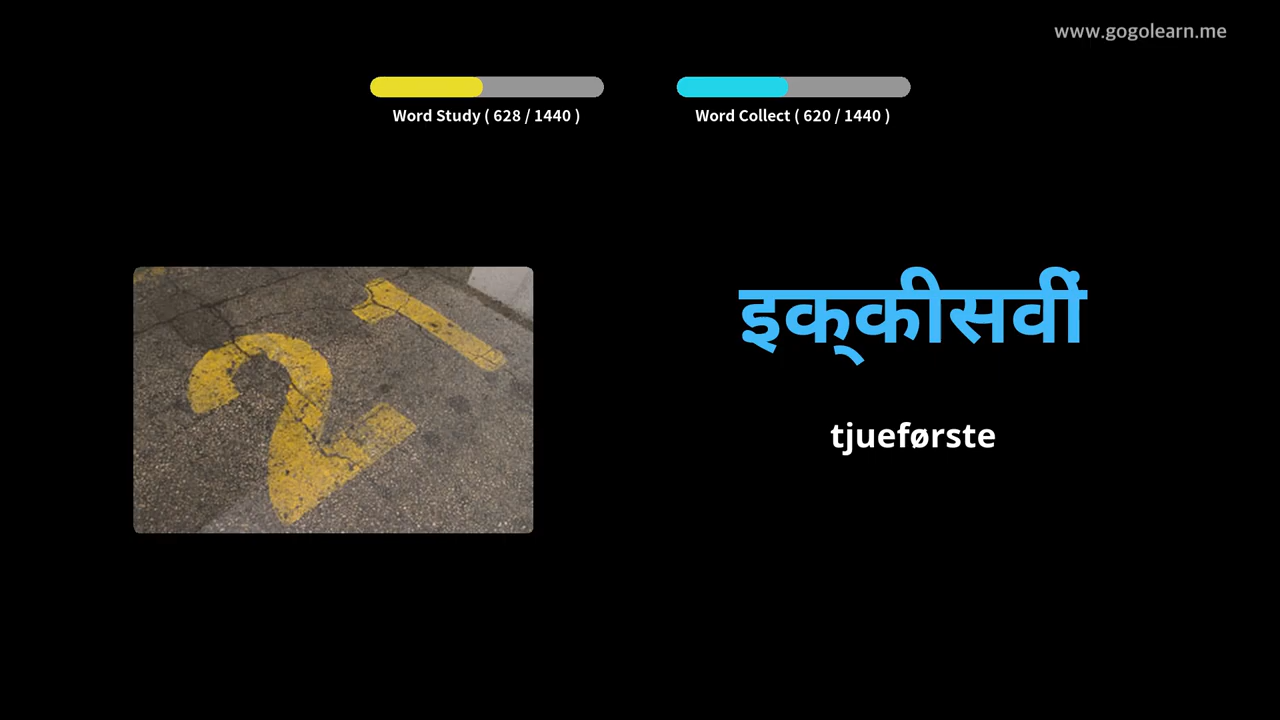 www.gogolearn.me
Word Study ( 628 / 1440 )
Word Collect ( 620 / 1440 )
21
इक्‌कीसवीं
tjueførste